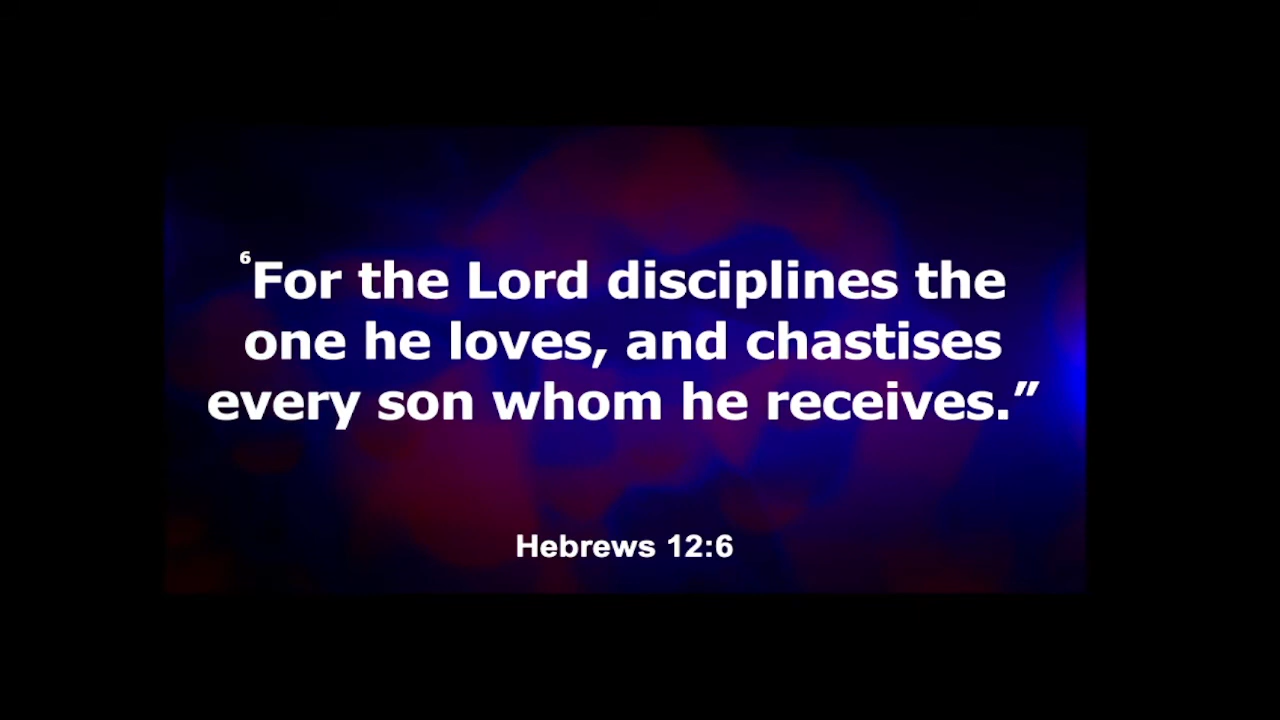 ⁶For the Lord disciplines the
one he loves, and chastises
every son whom he receives.”
Hebrews 12:6